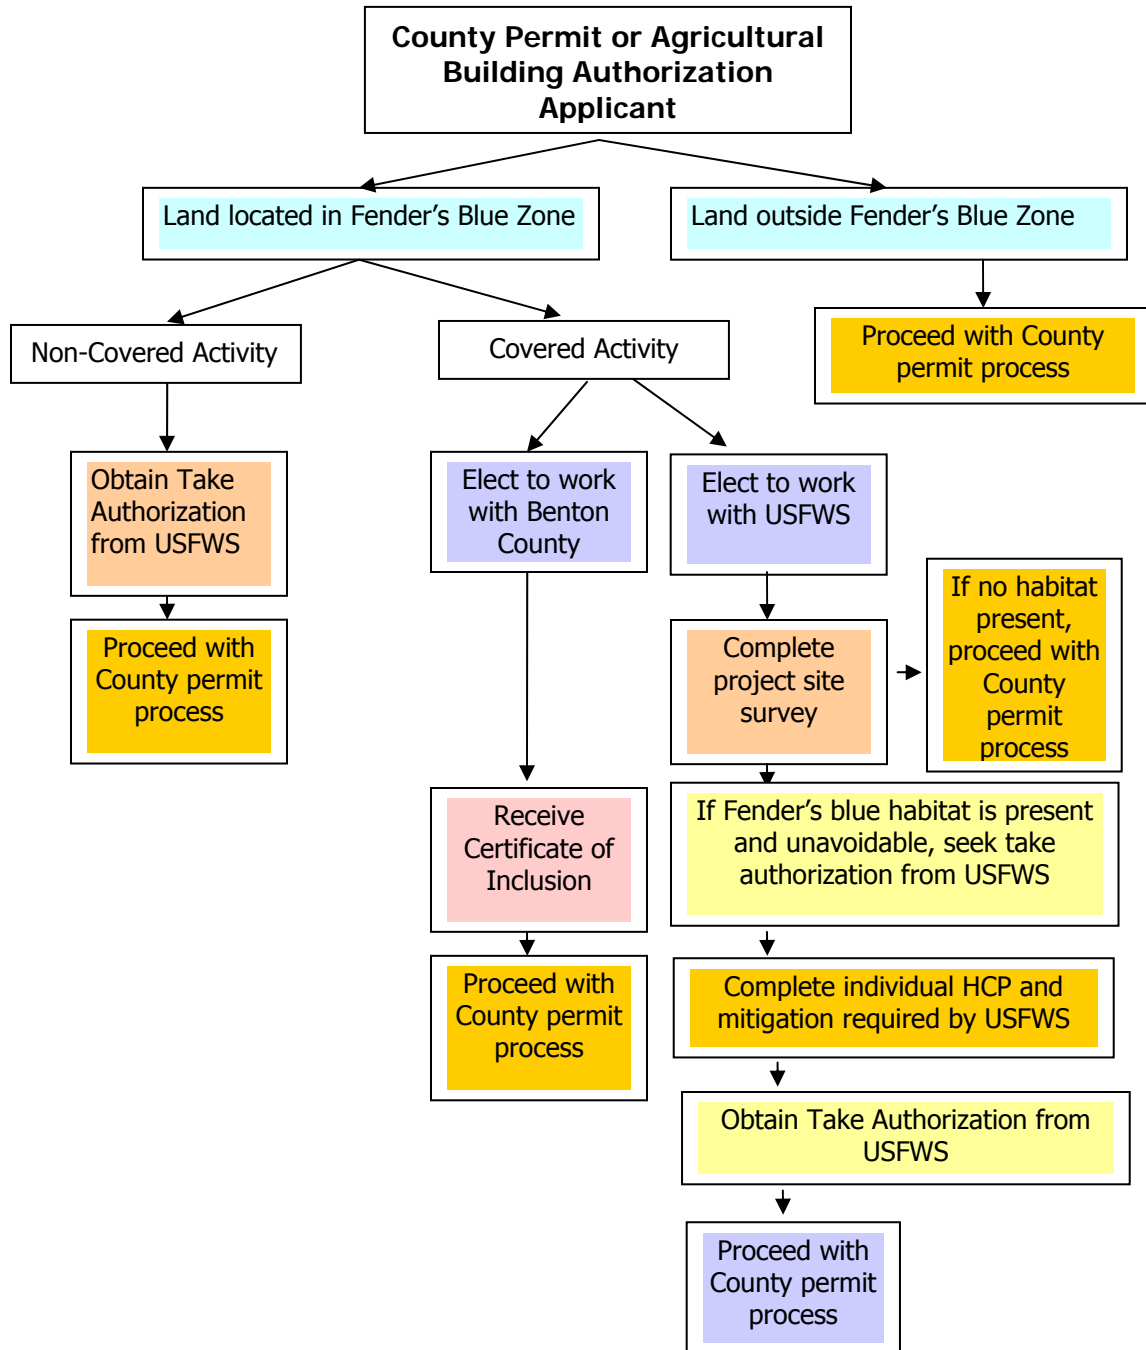 County Permit or Agricultural
Building Authorization
Applicant
Land located in Fender's Blue Zone
Land outside Fender's Blue Zone
Non-Covered Activity
Covered Activity
Proceed with County
permit process
Obtain Take
Authorization
from USFWS
Elect to work
with Benton
County
Elect to work
with USFWS
If no habitat
present,
proceed with
County
permit
process
Proceed with
County permit
process
Complete
project site
survey
Receive
Certificate of
Inclusion
If Fender's blue habitat is present
and unavoidable, seek take
authorization from USFWS
Proceed with
County permit
process
Complete individual HCP and
mitigation required by USFWS
Obtain Take Authorization from
USFWS
Proceed with
County permit
process